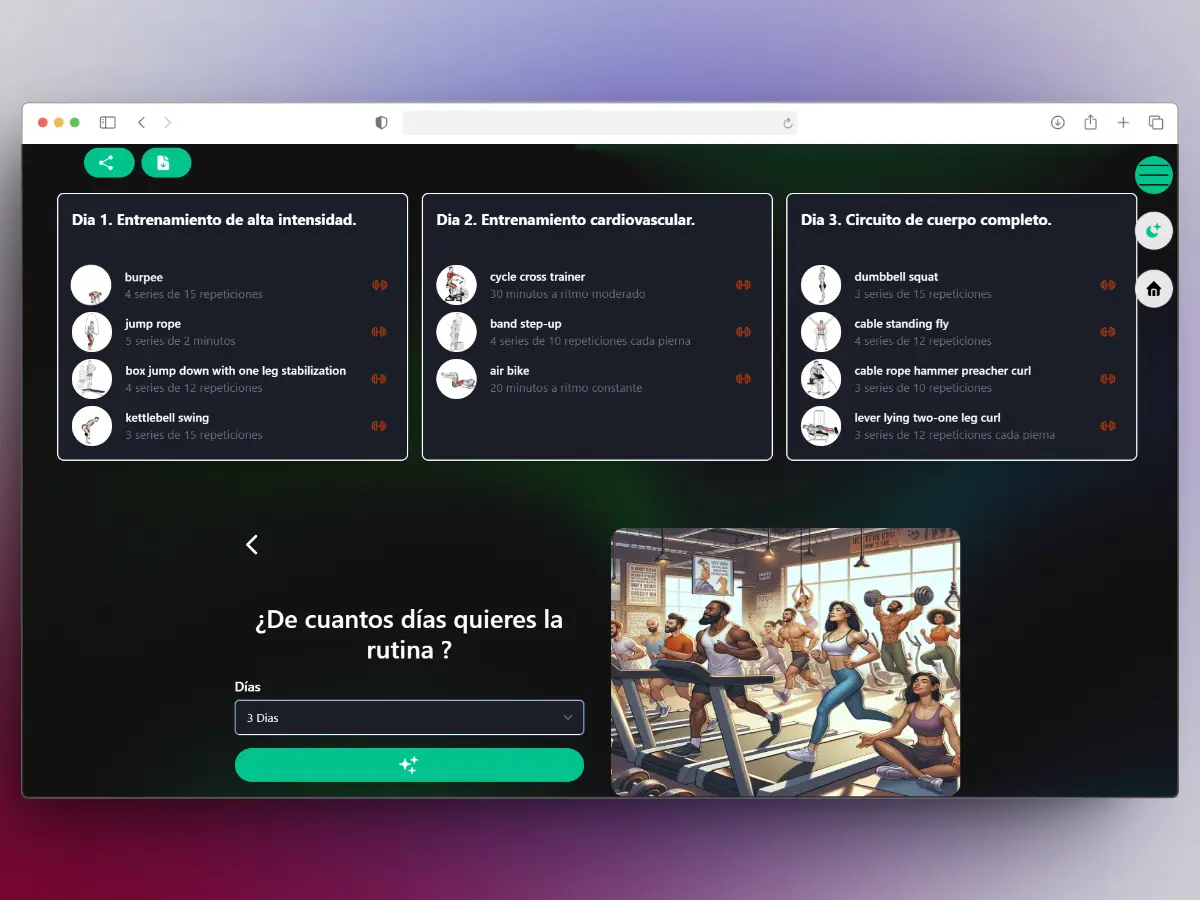 Dia 1. Entrenamiento de alta intensidad.
burpee
4 series de 15 repeticiones
jump rope
5 series de 2 minutos
box jump down with one leg stabilization
4 series de 12 repeticiones
kettlebell swing
3 series de 15 repeticiones
Dia 2. Entrenamiento cardiovascular.
cycle cross trainer
30 minutos a ritmo moderado
band step-up
4 series de 10 repeticiones cada pierna
air bike
20 minutos a ritmo constante
Dia 3. Circuito de cuerpo completo.
dumbbell squat
3 series de 15 repeticiones
cable standing fly
4 series de 12 repeticiones
cable rope hammer preacher curl
3 series de 10 repeticiones
lever lying two-one leg curl
3 series de 12 repeticiones cada pierna
¿De cuantos días quieres la
rutina ?
Días
3 Dias